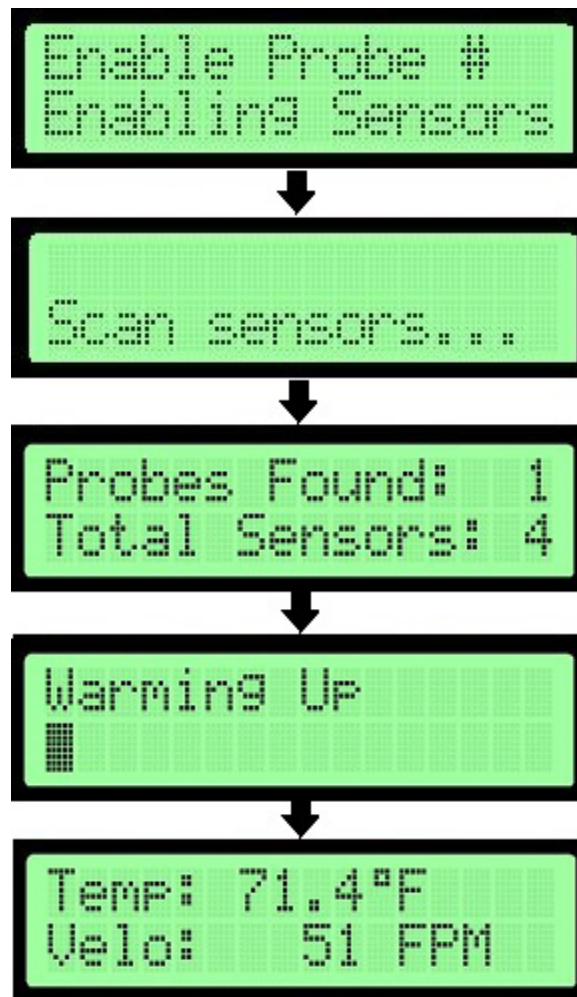 Enable Probe #
Enabling Sensors
Scan sensors...
Probes Found: 1
Total Sensors: 4
Warming Up
Temp: 71.4°F
Velo: 51 FPM